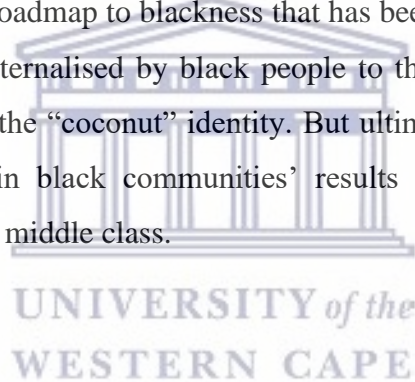 oadmap to blackness that has bee
ternalised by black people to th
the “coconut” identity. But ultin
in black communities’ results
middle class.
UNIVERSITY of the
WESTERN CAPE